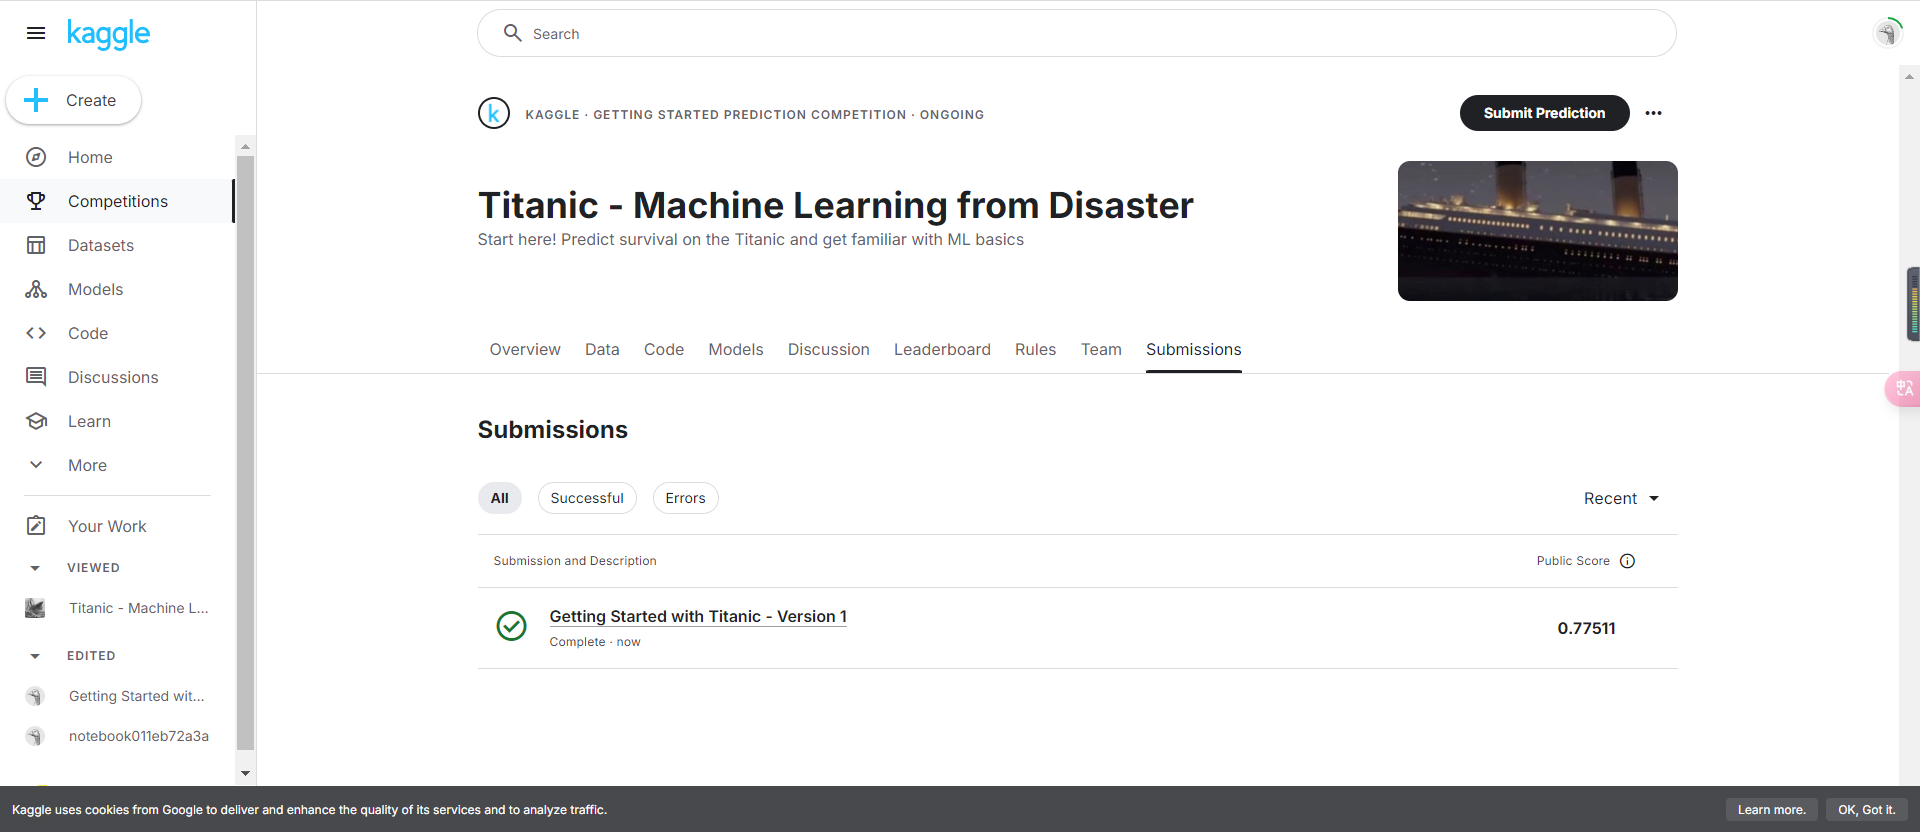 kaggle
Search
Create
Home
Competitions
Datasets
Models
Code
Discussions
Learn
More
Your Work
VIEWED
Titanic - Machine L...
EDITED
Getting Started wit...
notebook011eb72a3a
k
KAGGLE · GETTING STARTED PREDICTION COMPETITION · ONGOING
Submit Prediction
Titanic - Machine Learning from Disaster
Start here! Predict survival on the Titanic and get familiar with ML basics
Overview Data Code Models Discussion Leaderboard Rules Team Submissions
Submissions
All Successful Errors Recent
Submission and Description Public Score
Getting Started with Titanic - Version 1
Complete · now
0.77511
中A
Kaggle uses cookies from Google to deliver and enhance the quality of its services and to analyze traffic.
Learn more. OK, Got it.